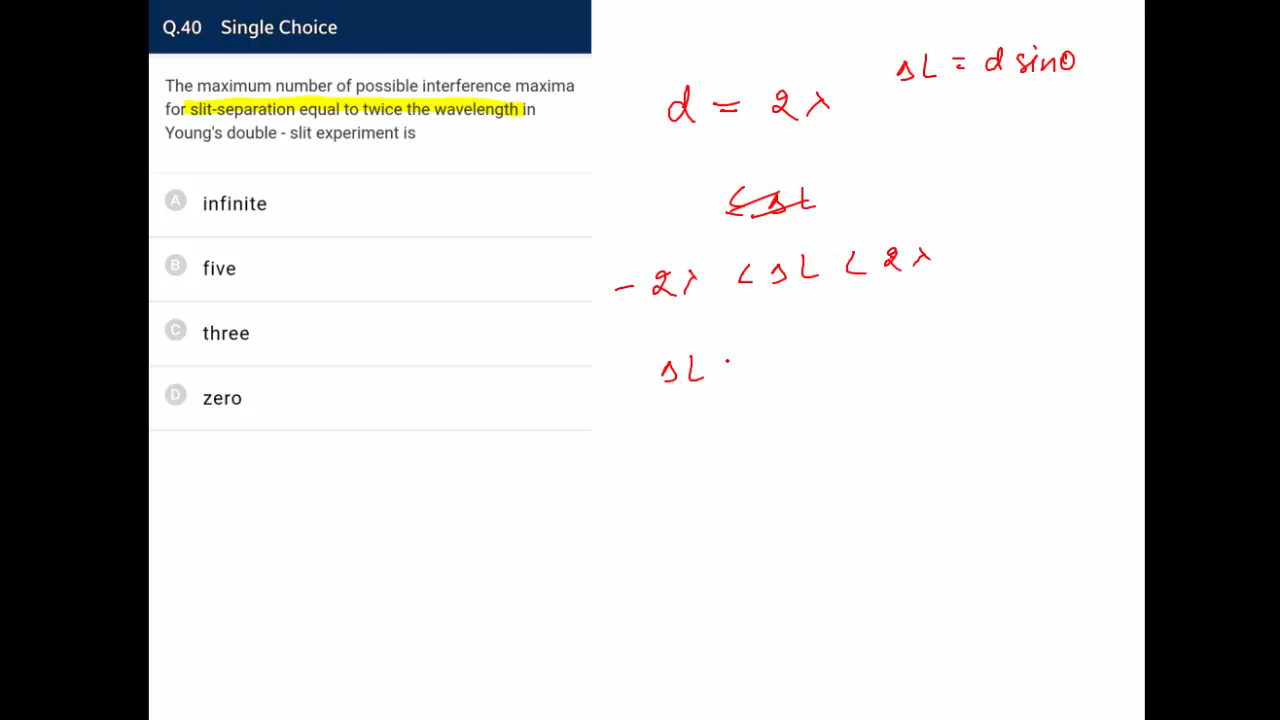 Q.40 Single Choice
The maximum number of possible interference maxima
for slit-separation equal to twice the wavelength in
Young's double - slit experiment is
A infinite
B five
C three
D zero
ΔL = d sinθ
d = 2λ
< ΔL
- 2λ < ΔL < 2λ
ΔL